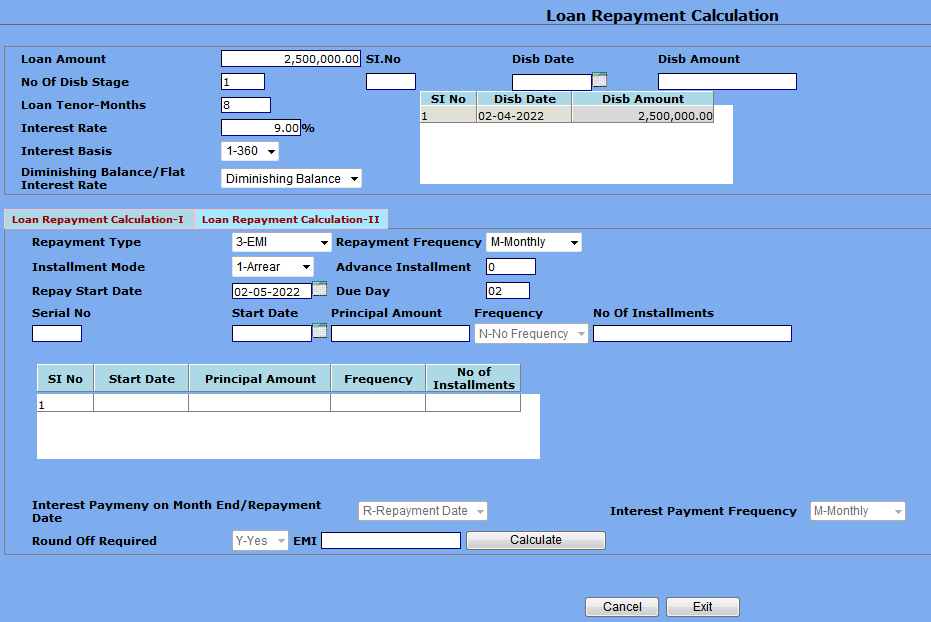 Loan Repayment Calculation
Loan Amount 2,500,000.00 SI.No Disb Date Disb Amount
No Of Disb Stage 1
Loan Tenor-Months 8
SI No Disb Date Disb Amount
1 02-04-2022 2,500,000.00
Interest Rate 9.00 %
Interest Basis 1-360
Diminishing Balance/Flat
Interest Rate Diminishing Balance
Loan Repayment Calculation-I Loan Repayment Calculation-II
Repayment Type 3-EMI Repayment Frequency M-Monthly
Installment Mode 1-Arrear Advance Installment 0
Repay Start Date 02-05-2022 Due Day 02
Serial No Start Date Principal Amount Frequency No Of Installments
N-No Frequency
SI No Start Date Principal Amount Frequency No of
Installments
1
Interest Paymeny on Month End/Repayment
Date R-Repayment Date Interest Payment Frequency M-Monthly
Round Off Required Y-Yes EMI Calculate
Cancel Exit